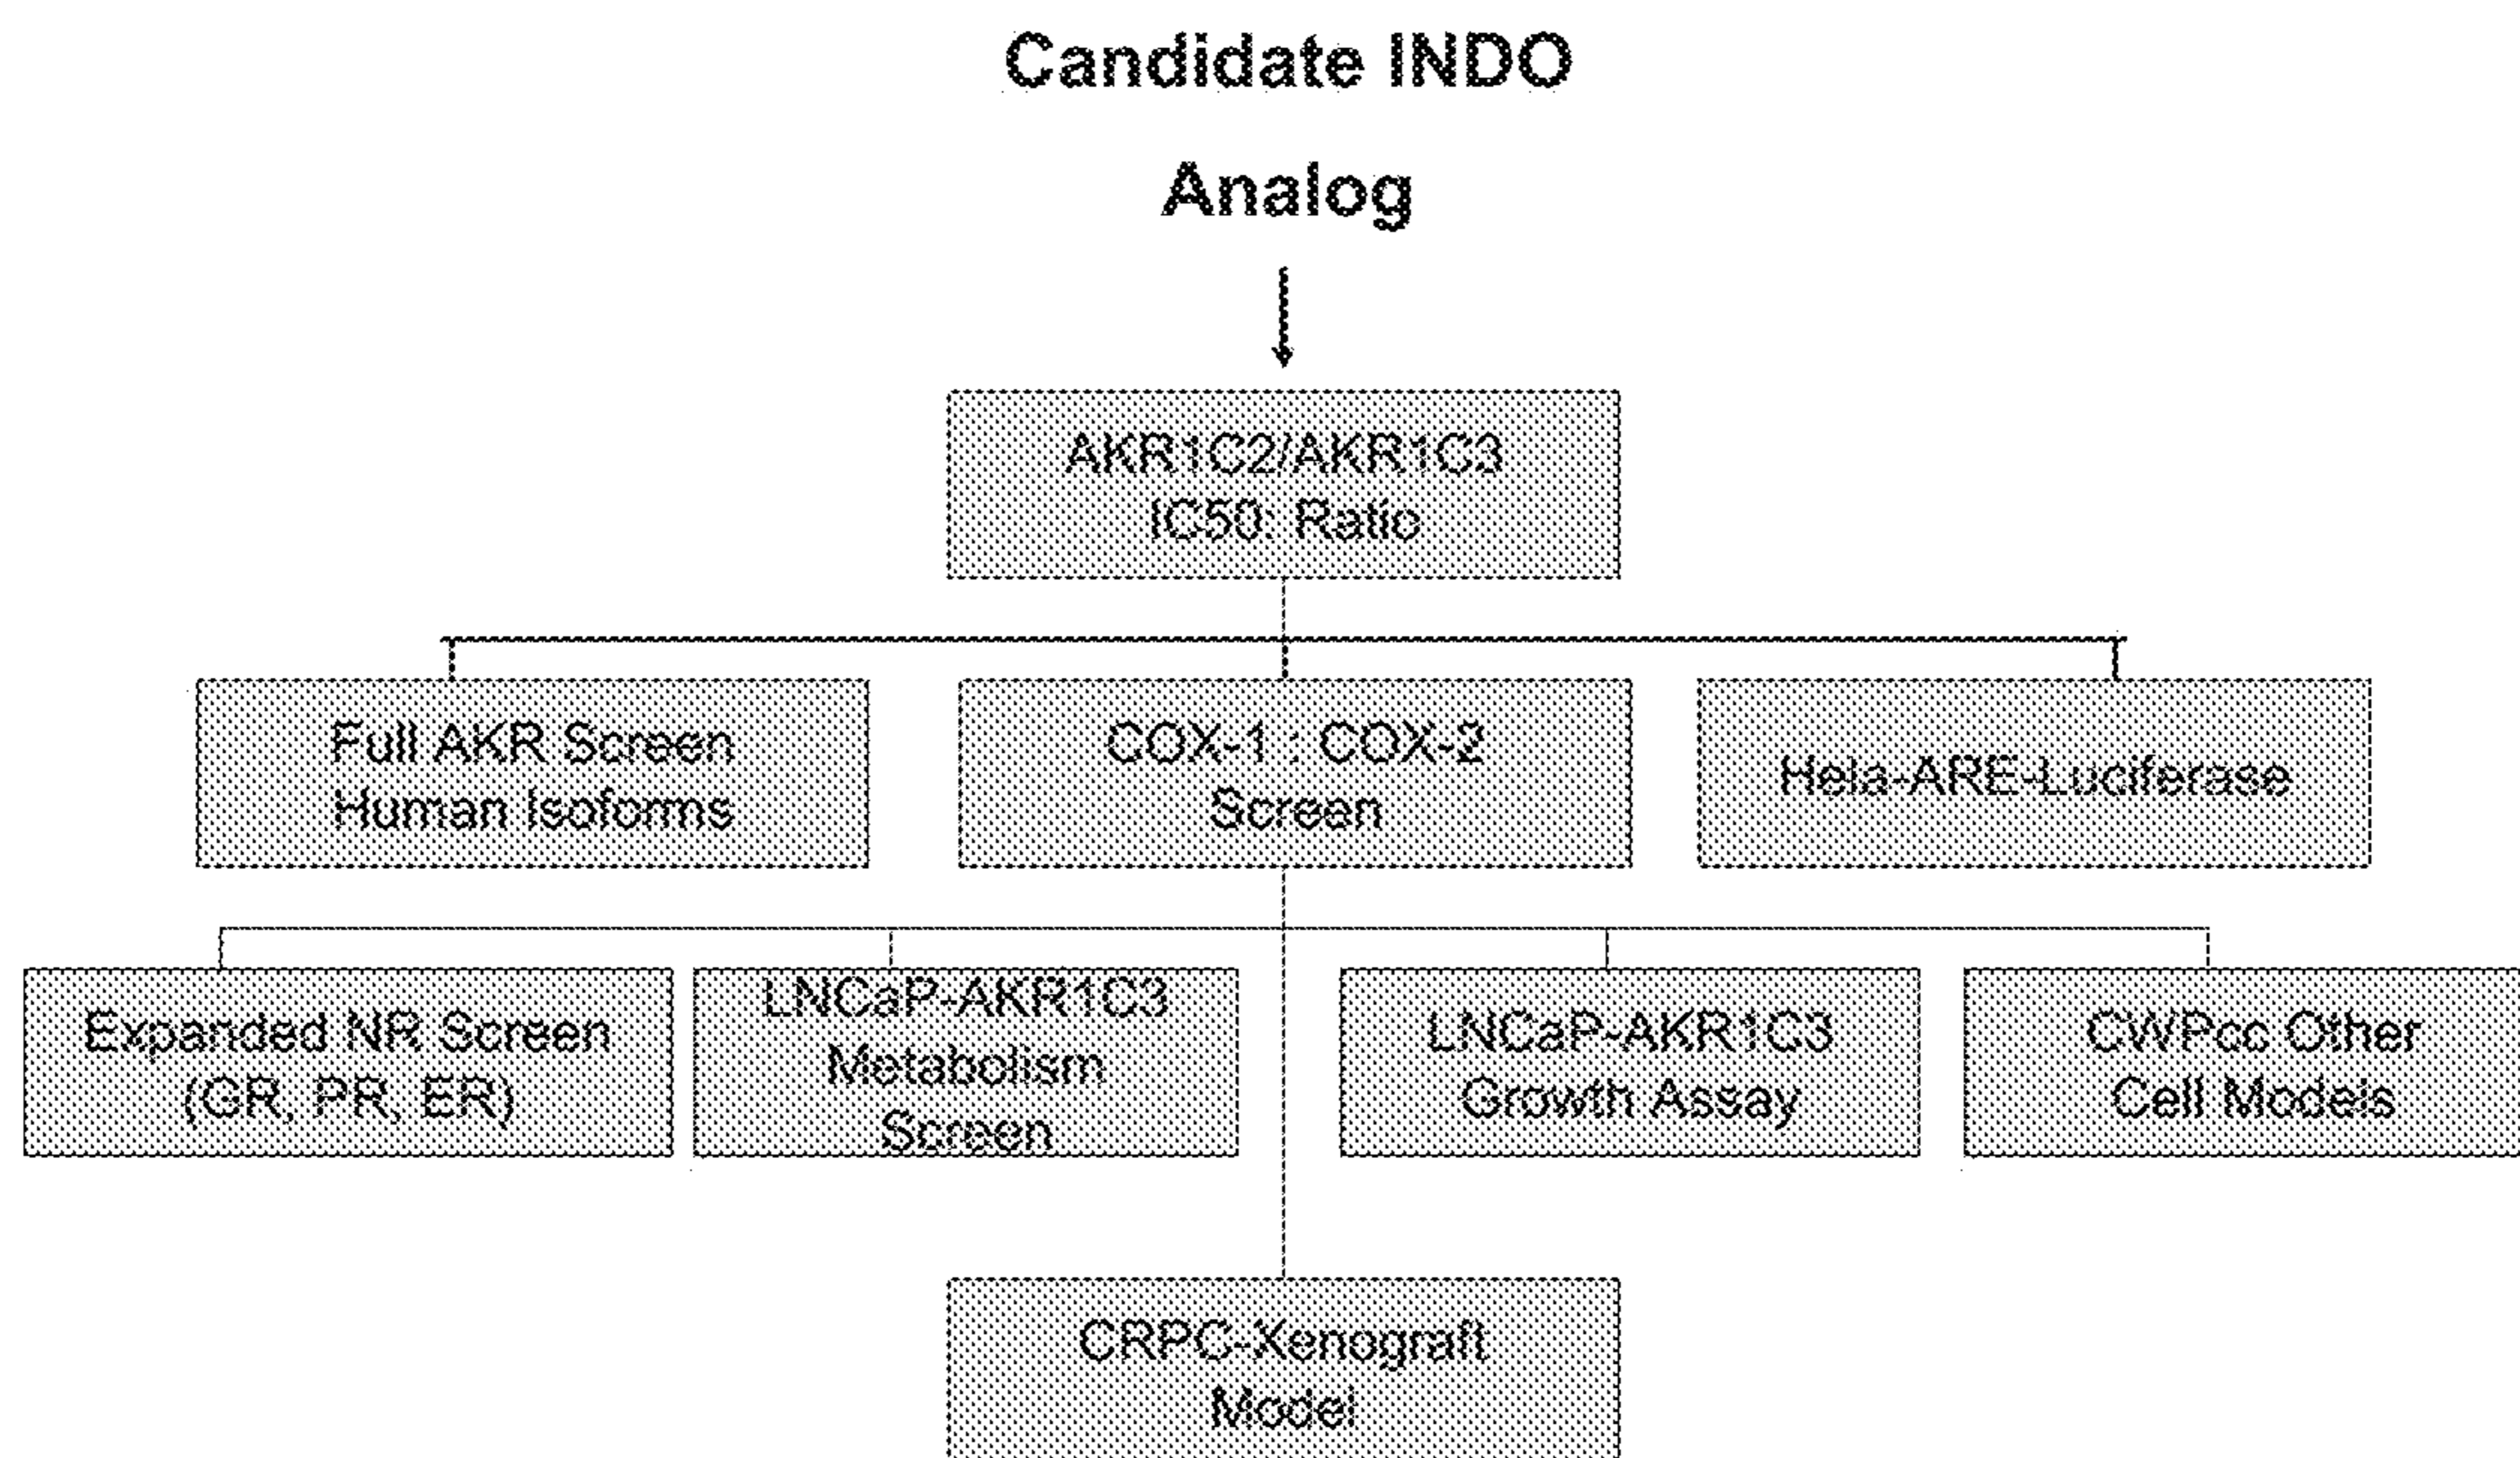 Candidate INDO
Analog
AKR1C2/AKR1C3
IC50: Ratio
Full AKR Screen
Human Isoforms
COX-1 : COX-2
Screen
Hela-ARE-Luciferase
Expanded NR Screen
(GR, PR, ER)
LNCaP-AKR1C3
Metabolism
Screen
LNCaP-AKR1C3
Growth Assay
CWPcc Other
Cell Models
CRPC-Xenograft
Model